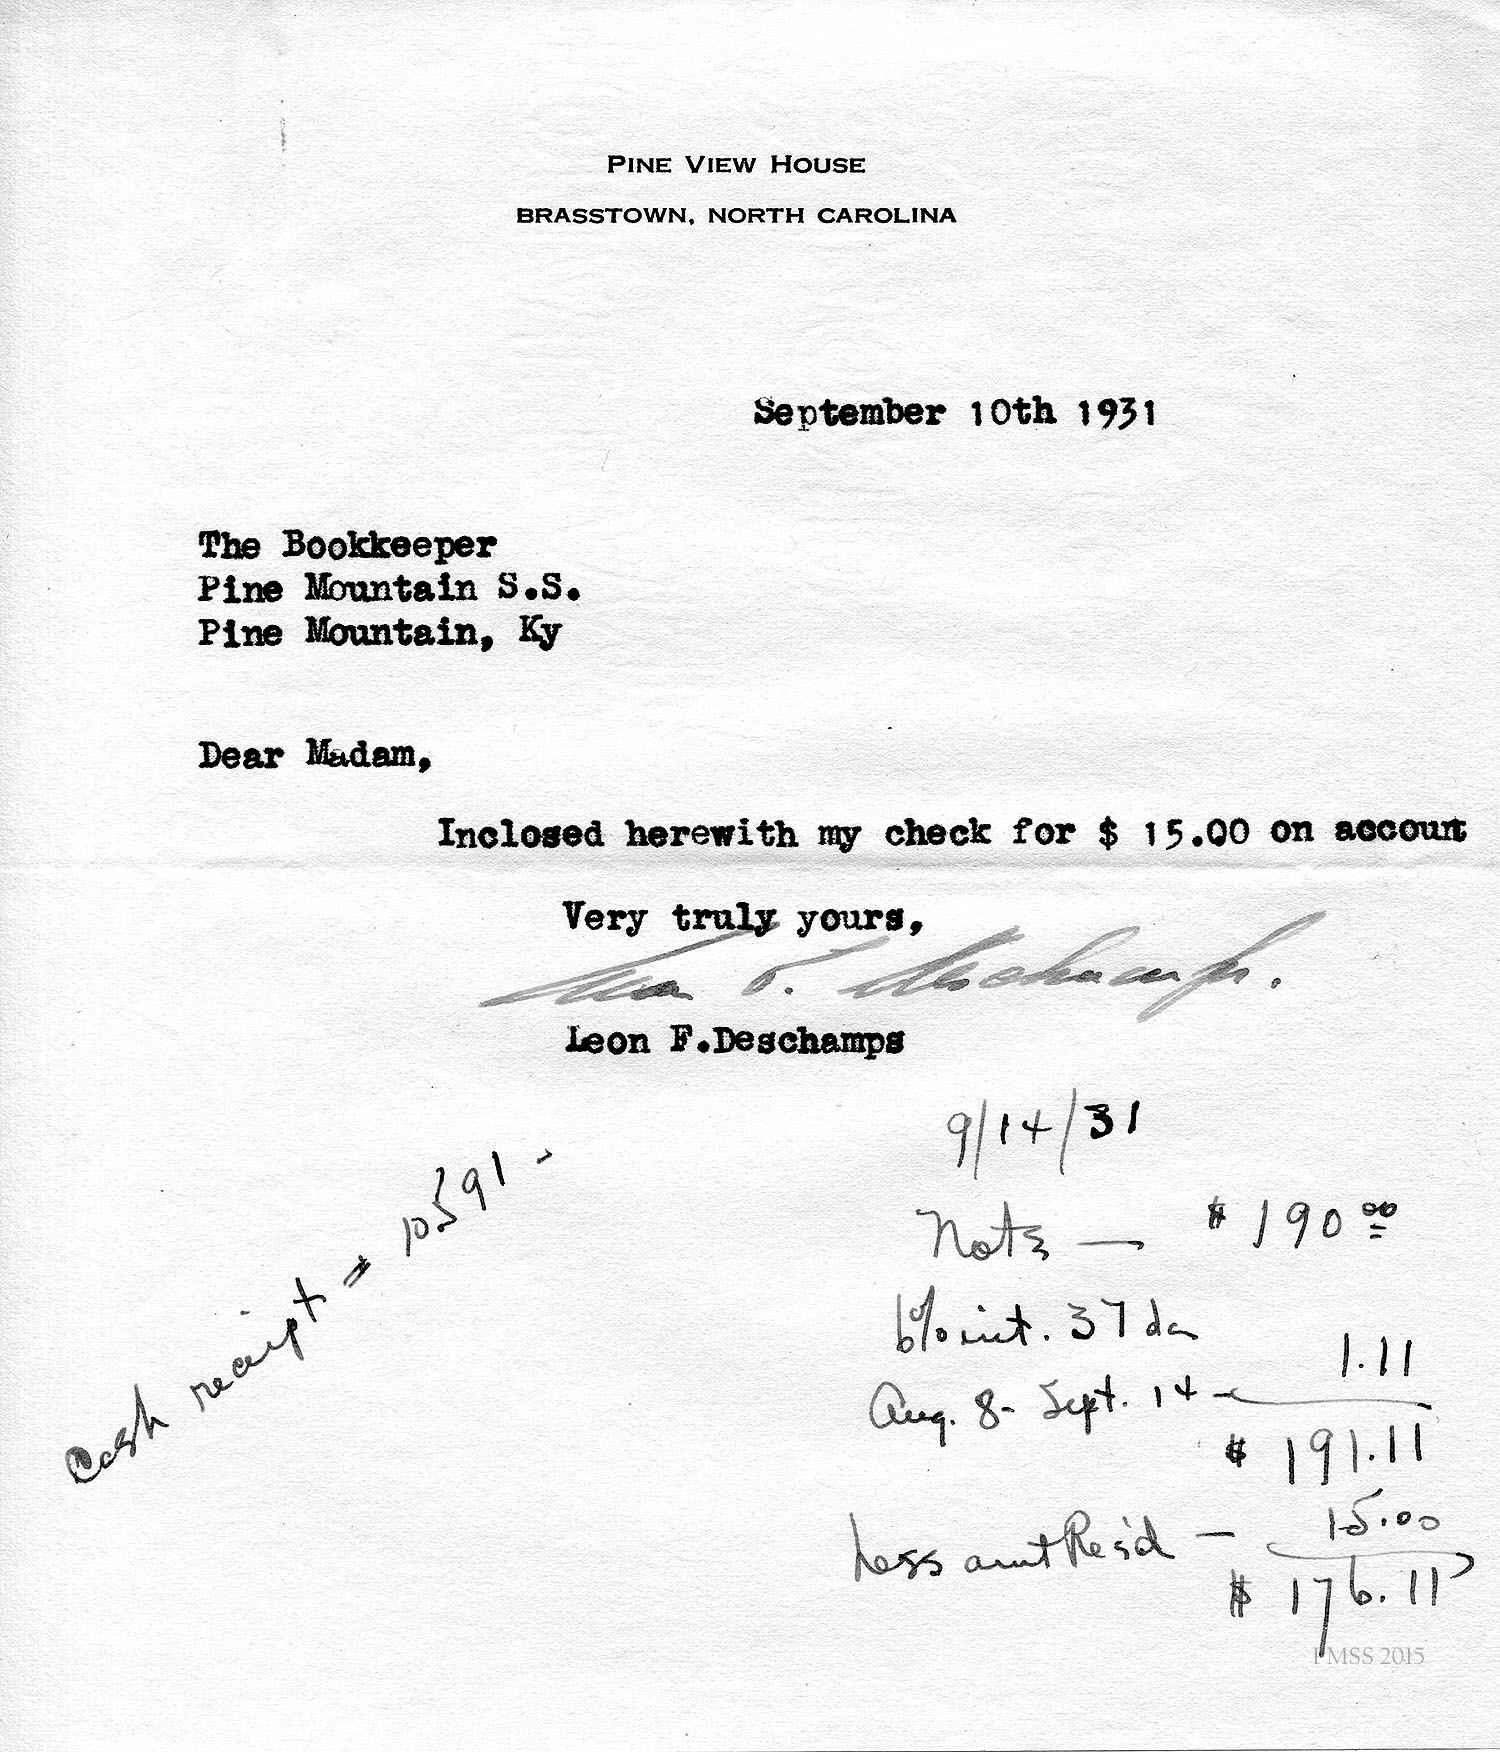 PINE VIEW HOUSE
BRASSTOWN, NORTH CAROLINA
September 10th 1931
The Bookkeeper
Pine Mountain S.S.
Pine Mountain, Ky
Dear Madam,
Inclosed herewith my check for $ 15.00 on account
Very truly yours,
Leon F. Deschamps.
Leon F.Deschamps
9/14/31
Cash receipt # 10591 -
Note — $190.00
6% int. 37 da
1.11
Aug. 8 - Sept. 14 -
$ 191.11
Less amt Rec'd — 15.00
$ 176.11
PMSS 2015